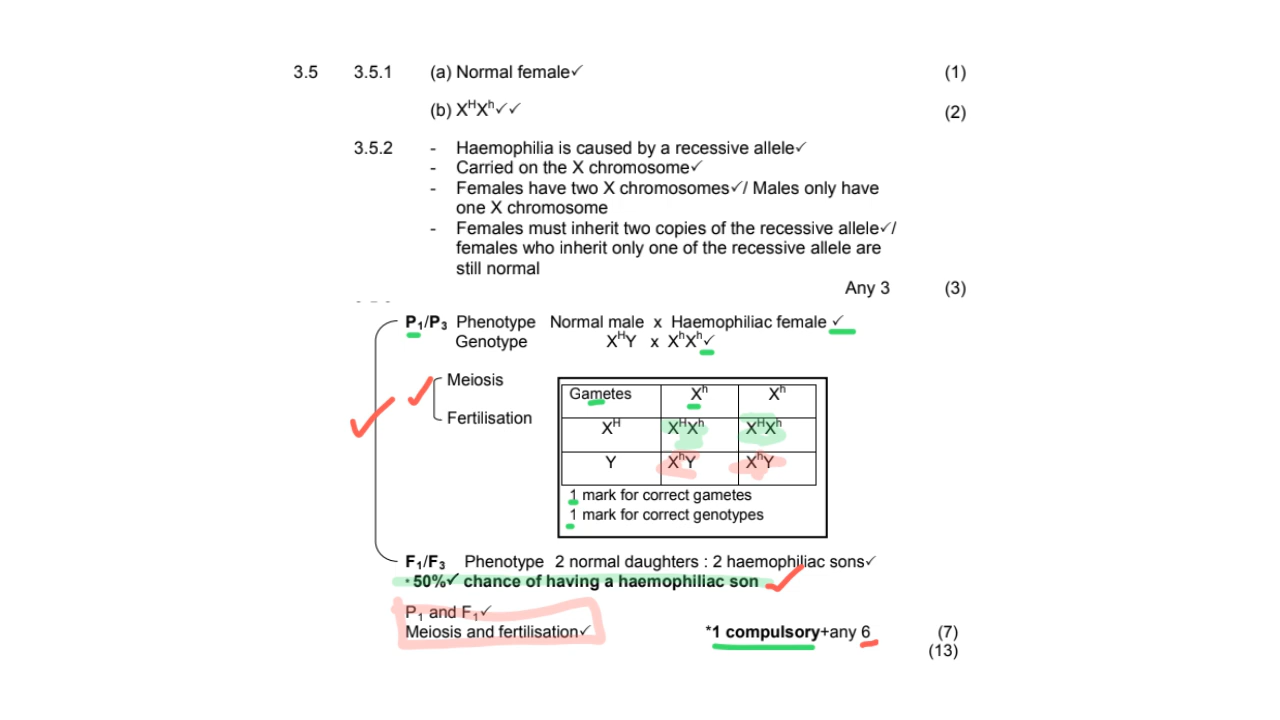 3.5 3.5.1 (a) Normal female✓ (1)
(b) XᴴXʰ✓✓ (2)
3.5.2 - Haemophilia is caused by a recessive allele✓
- Carried on the X chromosome✓
- Females have two X chromosomes✓/ Males only have
one X chromosome
- Females must inherit two copies of the recessive allele✓/
females who inherit only one of the recessive allele are
still normal
Any 3 (3)
P₁/P₃ Phenotype Normal male x Haemophiliac female ✓
Genotype XᴴY x XʰXʰ✓
Meiosis
Fertilisation
Gametes Xʰ Xʰ
Xᴴ XᴴXʰ XᴴXʰ
Y XʰY XʰY
1 mark for correct gametes
1 mark for correct genotypes
F₁/F₃ Phenotype 2 normal daughters : 2 haemophiliac sons✓
*50%✓ chance of having a haemophiliac son
P₁ and F₁✓
Meiosis and fertilisation✓ *1 compulsory+any 6 (7)
(13)